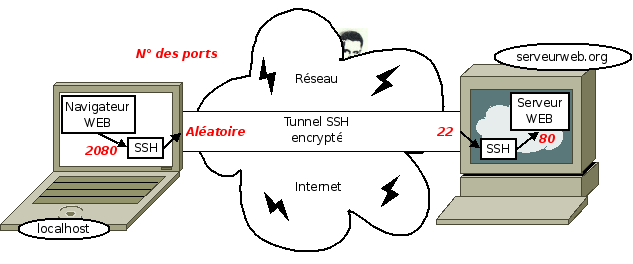 N° des ports
serveurweb.org
Réseau
Navigateur
WEB
Serveur
WEB
Aléatoire
Tunnel SSH
encrypté
22
80
2080
SSH
SSH
Internet
localhost